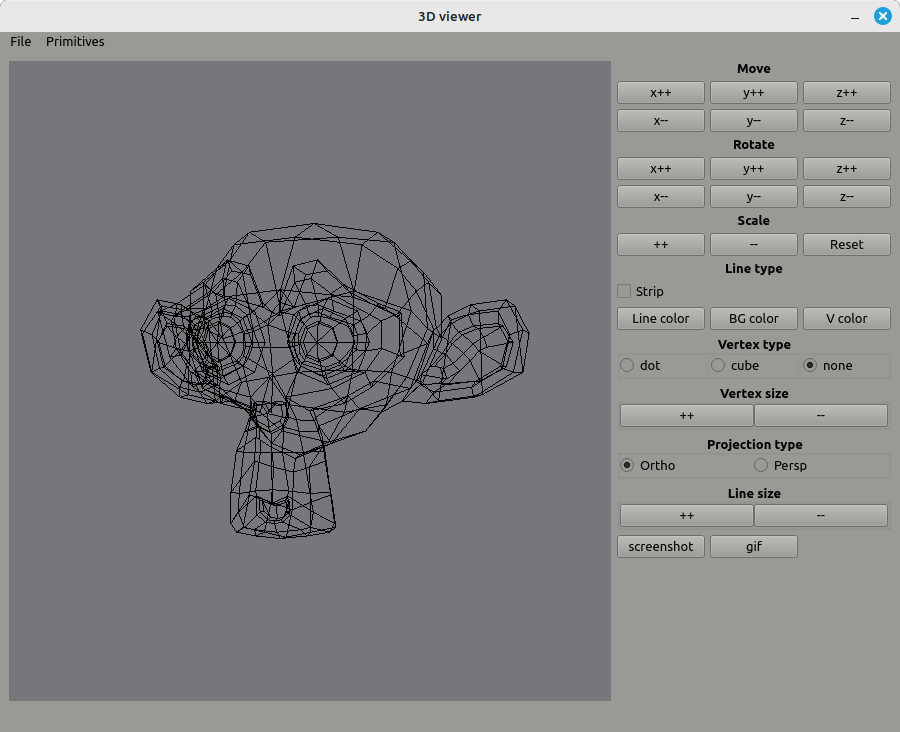 3D viewer
File Primitives
Move
x++ y++ z++
x-- y-- z--
Rotate
x++ y++ z++
x-- y-- z--
Scale
++ -- Reset
Line type
Strip
Line color BG color V color
Vertex type
dot cube none
Vertex size
++ --
Projection type
Ortho Persp
Line size
++ --
screenshot gif